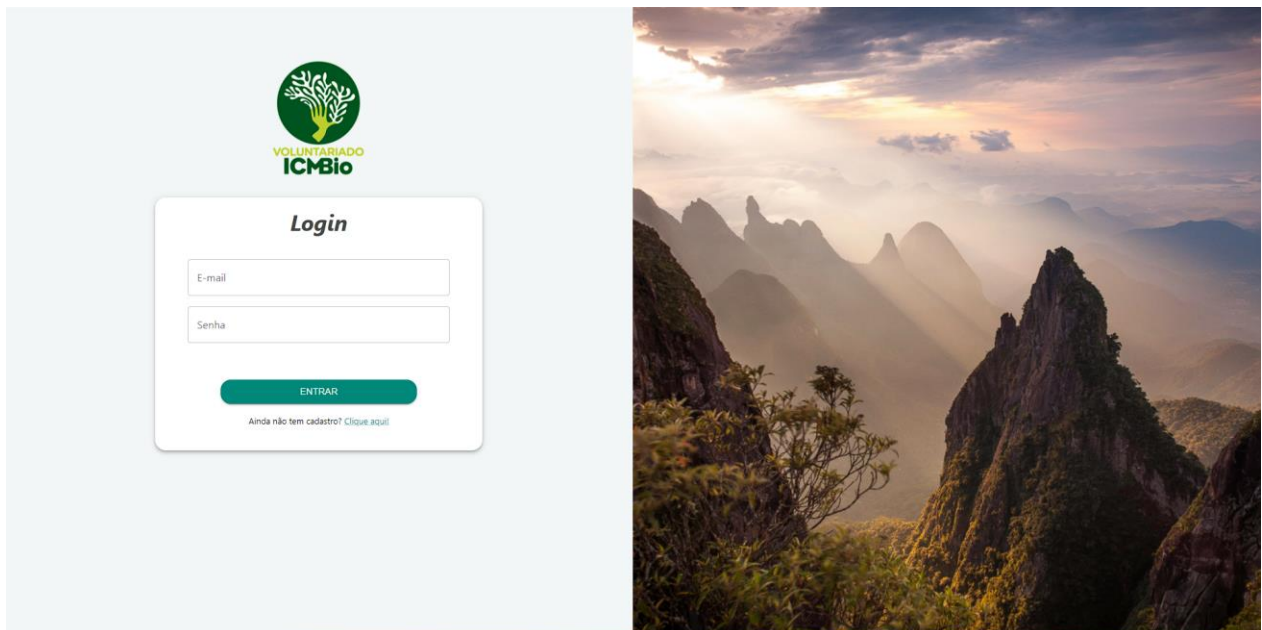 VOLUNTARIADO
ICMBio
Login
E-mail
Senha
ENTRAR
Ainda não tem cadastro? Clique aqui!